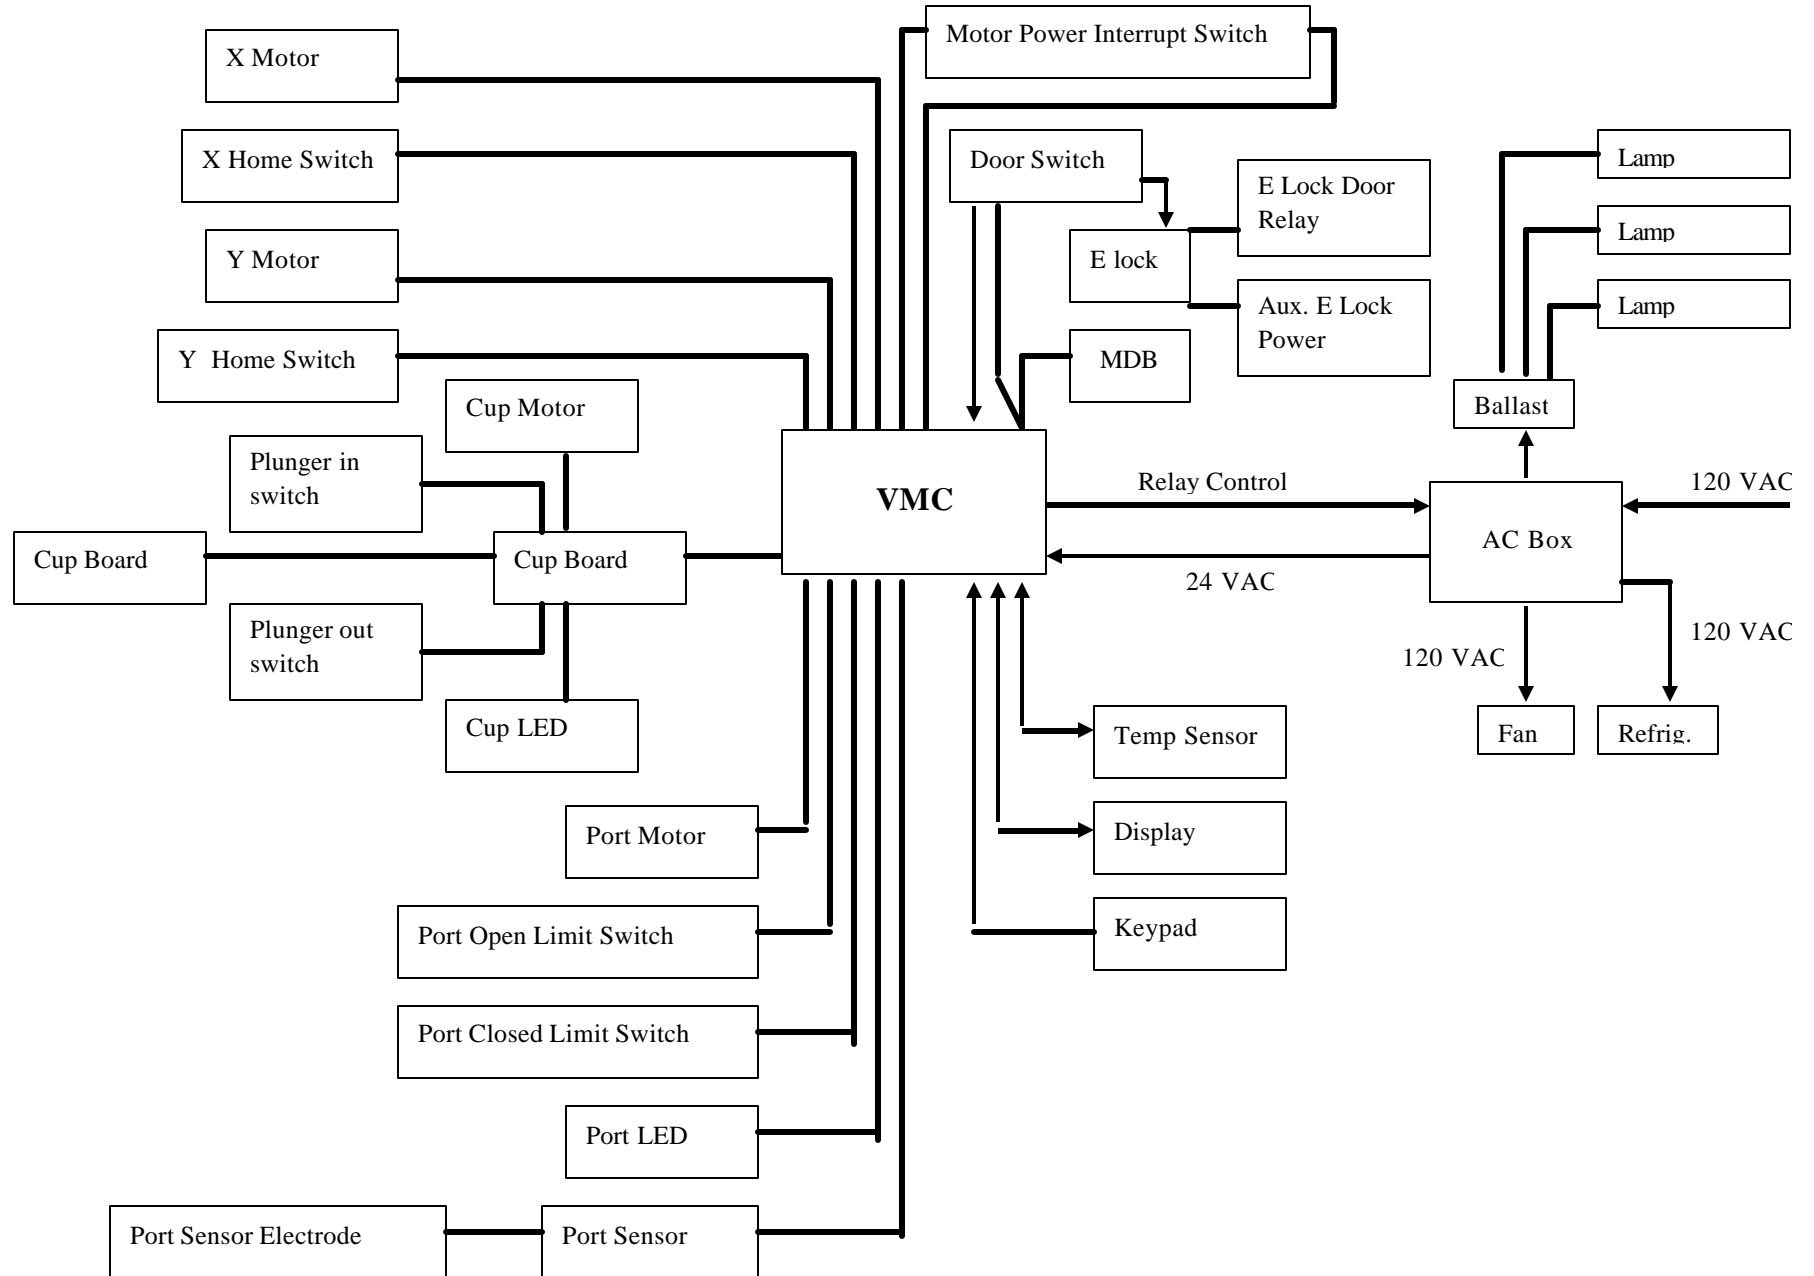 Motor Power Interrupt Switch
X Motor
X Home Switch
Door Switch
Lamp
E Lock Door
Relay
Lamp
Y Motor
E lock
Aux. E Lock
Power
Lamp
Y Home Switch
MDB
Cup Motor
Ballast
Plunger in
switch
VMC
Relay Control
120 VAC
AC Box
Cup Board
Cup Board
24 VAC
Plunger out
switch
120 VAC
120 VAC
Cup LED
Temp Sensor
Fan
Refrig.
Port Motor
Display
Port Open Limit Switch
Keypad
Port Closed Limit Switch
Port LED
Port Sensor Electrode
Port Sensor